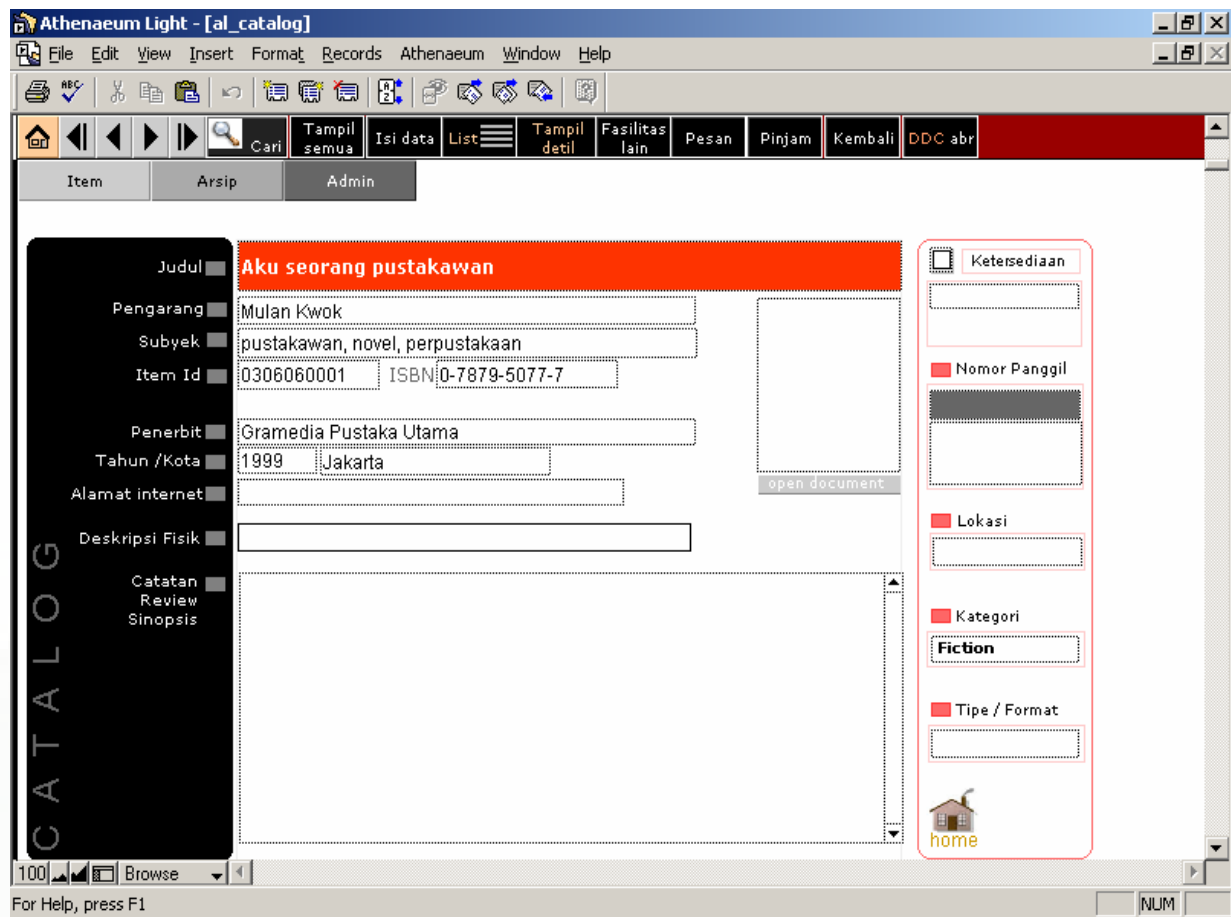 Athenaeum Light - [al_catalog]
File Edit View Insert Format Records Athenaeum Window Help
ABC
A
Z
Cari
Tampil semua
Isi data
List
Tampil detil
Fasilitas lain
Pesan
Pinjam
Kembali
DDC abr
Item Arsip Admin
Judul Aku seorang pustakawan
Pengarang Mulan Kwok
Subyek pustakawan, novel, perpustakaan
Item Id 0306060001 ISBN 0-7879-5077-7
Penerbit Gramedia Pustaka Utama
Tahun /Kota 1999 Jakarta
Alamat internet
open document
Deskripsi Fisik
Catatan
Review
Sinopsis
CATALOG
Ketersediaan
Nomor Panggil
Lokasi
Kategori
Fiction
Tipe / Format
home
100 Browse
For Help, press F1 NUM